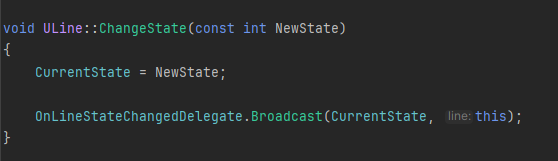 void ULine::ChangeState(const int NewState)
{
    CurrentState = NewState;

    OnLineStateChangedDelegate.Broadcast(CurrentState, line: this);
}